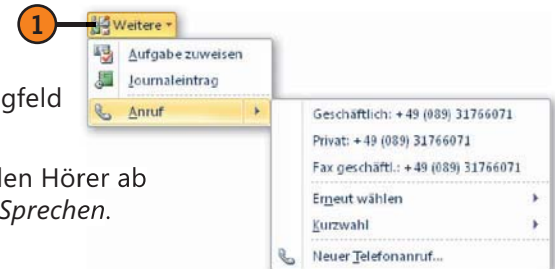 1
Weitere
Aufgabe zuweisen
Journaleintrag
gfeld
Anruf
Geschäftlich: +49 (089) 31766071
Privat: +49 (089) 31766071
Fax geschäftl.: +49 (089) 31766071
len Hörer ab
Sprechen.
Erneut wählen
Kurzwahl
Neuer Telefonanruf...